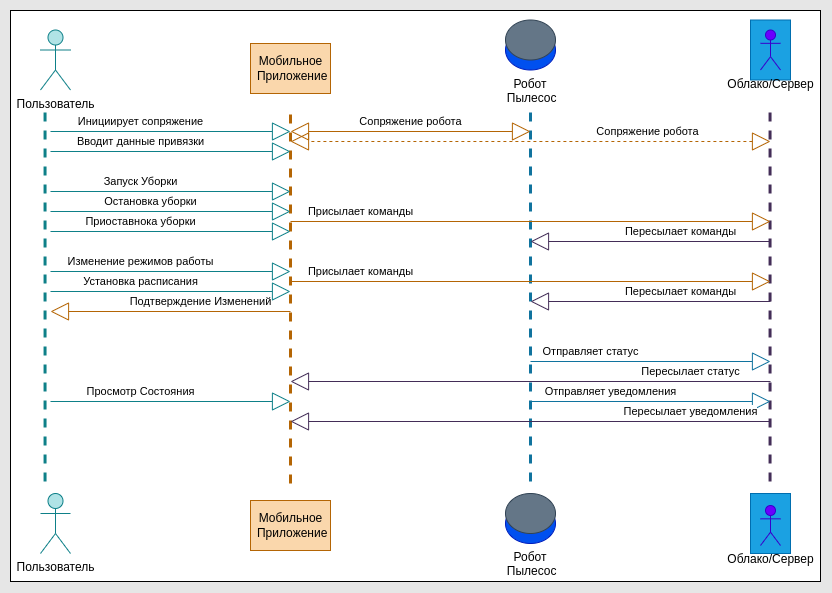 Пользователь
Мобильное
Приложение
Робот
Пылесос
Облако/Сервер
Инициирует сопряжение
Сопряжение робота
Сопряжение робота
Вводит данные привязки
Запуск Уборки
Остановка уборки
Присылает команды
Приоставнока уборки
Пересылает команды
Изменение режимов работы
Присылает команды
Установка расписания
Пересылает команды
Подтверждение Изменений
Отправляет статус
Пересылает статус
Просмотр Состояния
Отправляет уведомления
Пересылает уведомления
Пользователь
Мобильное
Приложение
Робот
Пылесос
Облако/Сервер